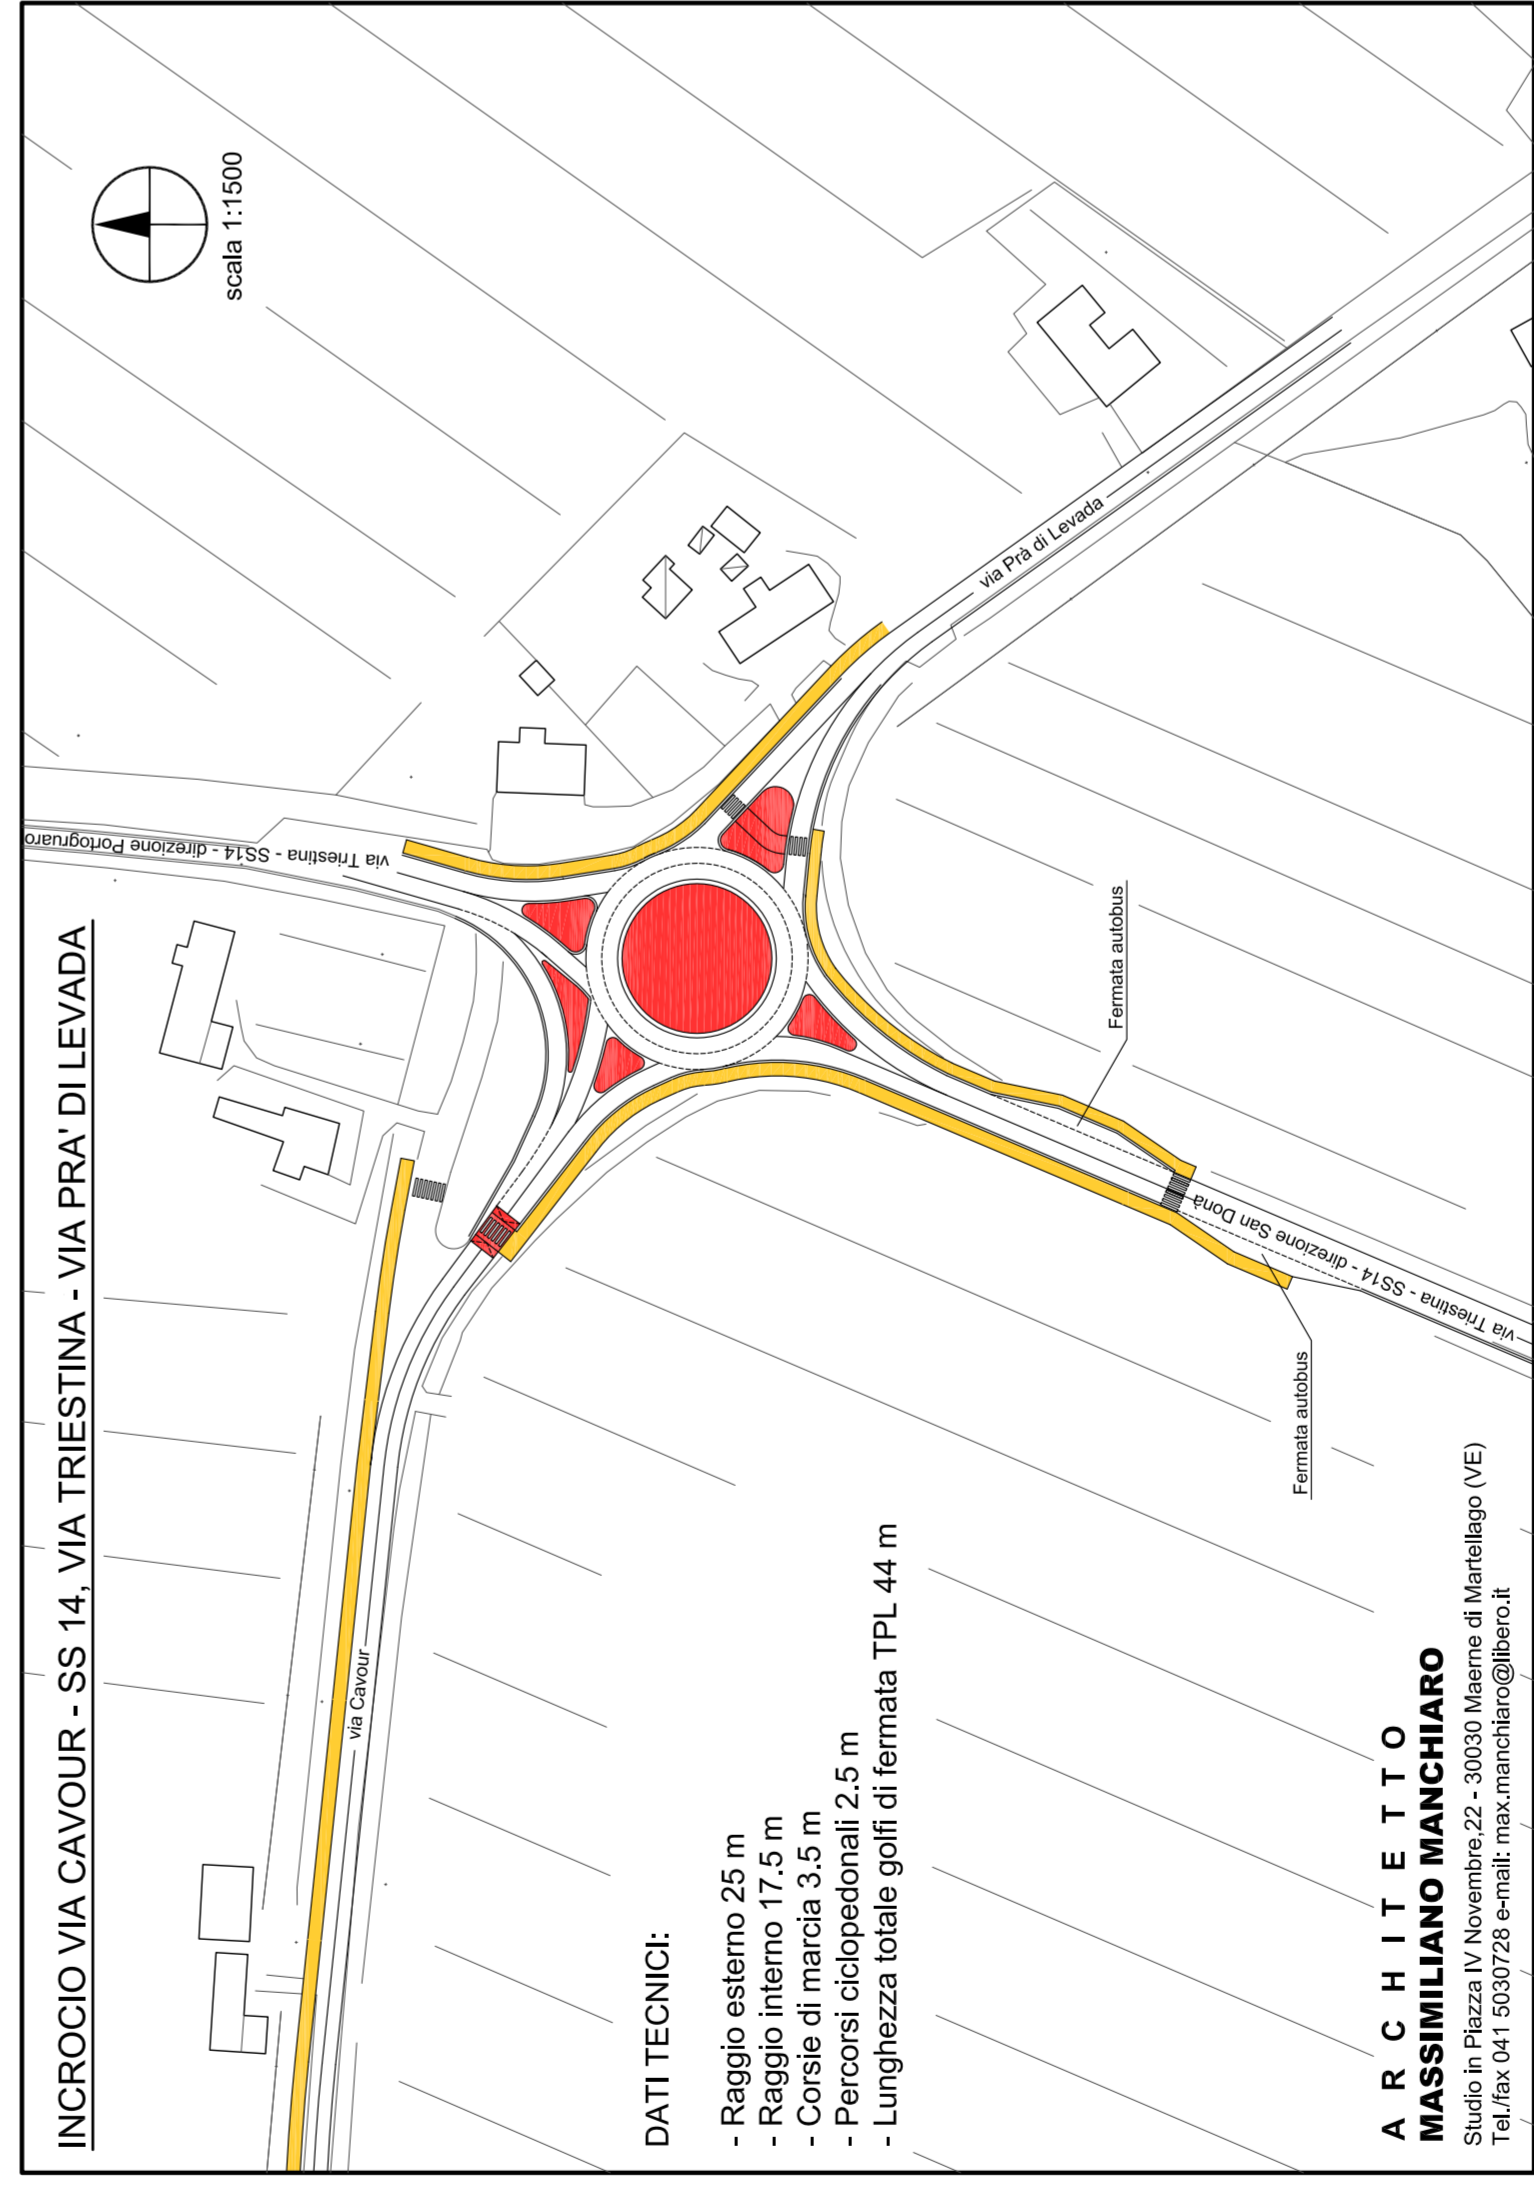 INCROCIO VIA CAVOUR - SS 14, VIA TRIESTINA - VIA PRA' DI LEVADA
scala 1:1500
via Triestina - SS14 - direzione Portogruaro
via Cavour
via Prà di Levada
Fermata autobus
Fermata autobus
via Triestina - SS14 - direzione San Donà
DATI TECNICI:
- Raggio esterno 25 m
- Raggio interno 17.5 m
- Corsie di marcia 3.5 m
- Percorsi ciclopedonali 2.5 m
- Lunghezza totale golfi di fermata TPL 44 m
A R C H I T E T T O
MASSIMILIANO MANCHIARO
Studio in Piazza IV Novembre,22 - 30030 Maerne di Martellago (VE)
Tel./fax 041 5030728 e-mail: max.manchiaro@libero.it